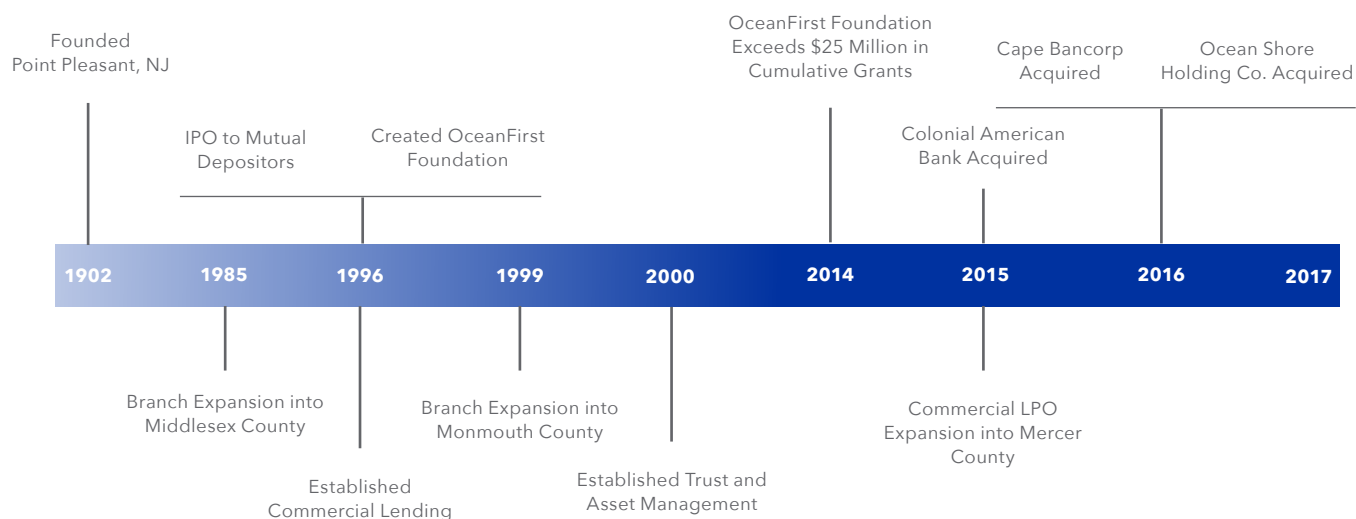 Founded
Point Pleasant, NJ
IPO to Mutual
Depositors
Created OceanFirst
Foundation
OceanFirst Foundation
Exceeds $25 Million in
Cumulative Grants
Colonial American
Bank Acquired
Cape Bancorp
Acquired
Ocean Shore
Holding Co. Acquired
1902 1985 1996 1999 2000 2014 2015 2016 2017
Branch Expansion into
Middlesex County
Established
Commercial Lending
Branch Expansion into
Monmouth County
Established Trust and
Asset Management
Commercial LPO
Expansion into Mercer
County